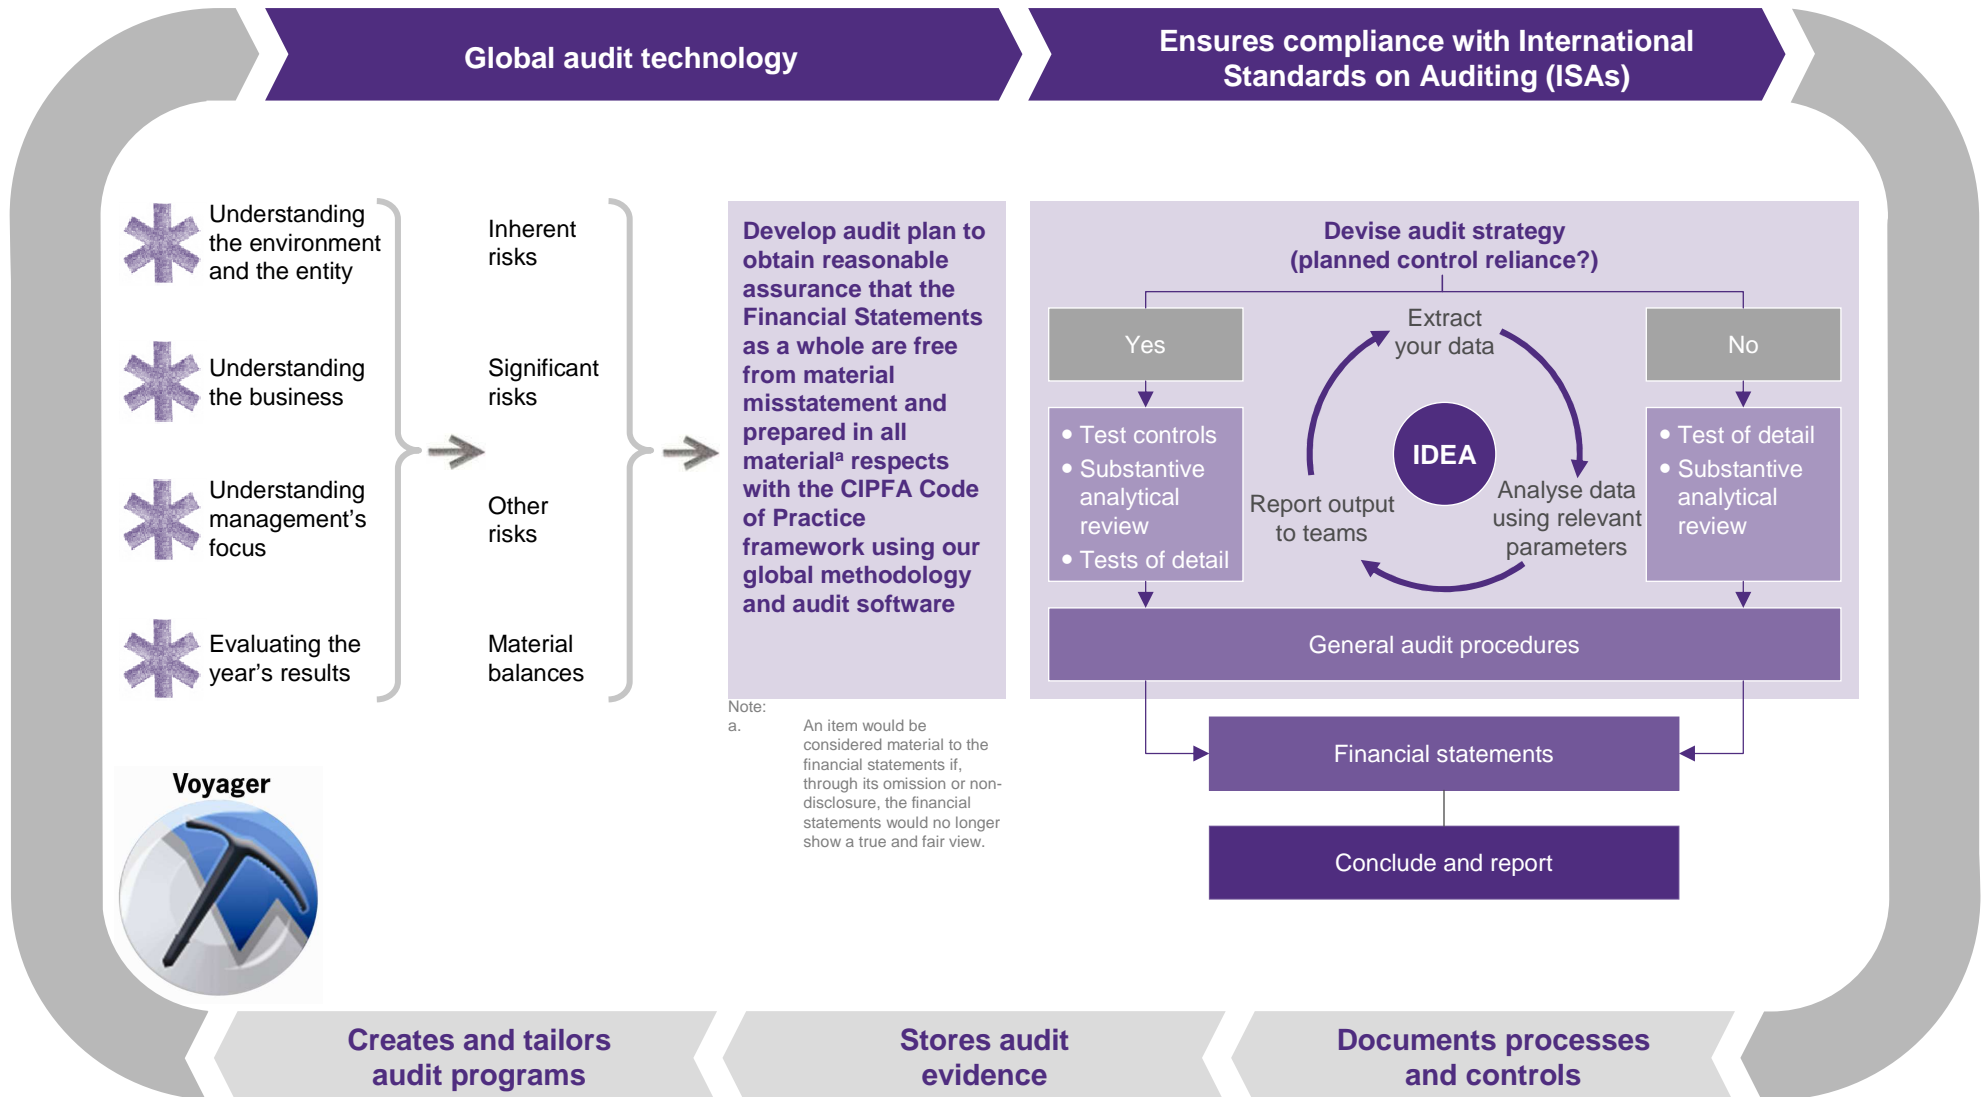 Global audit technology
Ensures compliance with International
Standards on Auditing (ISAs)
Understanding
the environment
and the entity
Understanding
the business
Understanding
management’s
focus
Evaluating the
year’s results
Inherent
risks
Significant
risks
Other
risks
Material
balances
Develop audit plan to
obtain reasonable
assurance that the
Financial Statements
as a whole are free
from material
misstatement and
prepared in all
materialᵃ respects
with the CIPFA Code
of Practice
framework using our
global methodology
and audit software
Note:
a. An item would be
considered material to the
financial statements if,
through its omission or non-
disclosure, the financial
statements would no longer
show a true and fair view.
Devise audit strategy
(planned control reliance?)
Yes
• Test controls
• Substantive
analytical
review
• Tests of detail
Extract
your data
IDEA
Analyse data
using relevant
parameters
Report output
to teams
No
• Test of detail
• Substantive
analytical
review
General audit procedures
Financial statements
Conclude and report
Voyager
Creates and tailors
audit programs
Stores audit
evidence
Documents processes
and controls